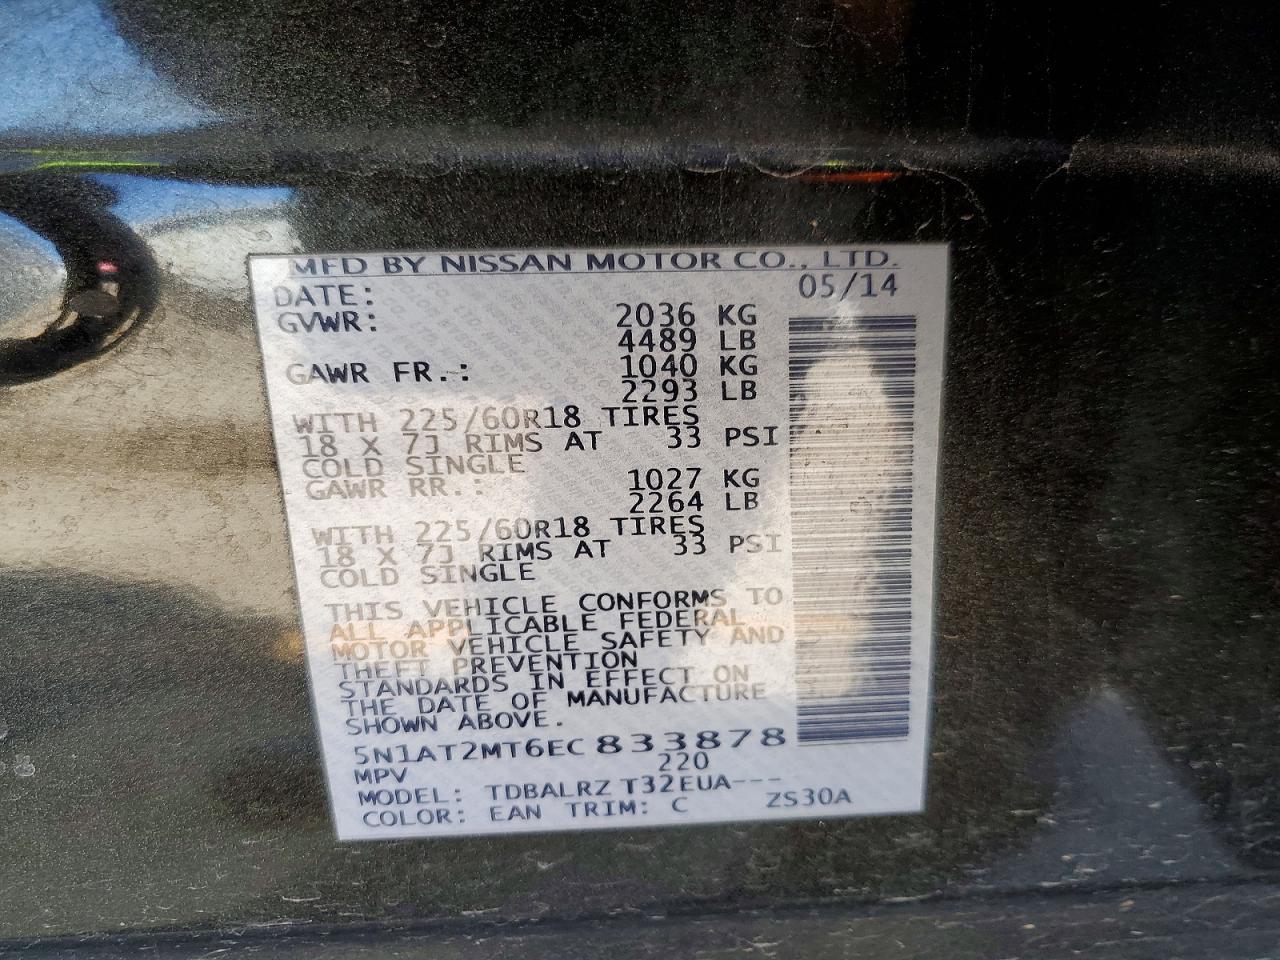 MFD BY NISSAN MOTOR CO., LTD.
DATE: 05/14
GVWR: 2036 KG
4489 LB
GAWR FR.: 1040 KG
2293 LB
WITH 225/60R18 TIRES
18 X 7J RIMS AT 33 PSI
COLD SINGLE
GAWR RR.: 1027 KG
2264 LB
WITH 225/60R18 TIRES
18 X 7J RIMS AT 33 PSI
COLD SINGLE
THIS VEHICLE CONFORMS TO
ALL APPLICABLE FEDERAL
MOTOR VEHICLE SAFETY AND
THEFT PREVENTION
STANDARDS IN EFFECT ON
THE DATE OF MANUFACTURE
SHOWN ABOVE.
5N1AT2MT6EC833878
MPV 220
MODEL: TDBALRZ T32EUA---
COLOR: EAN TRIM: C ZS30A